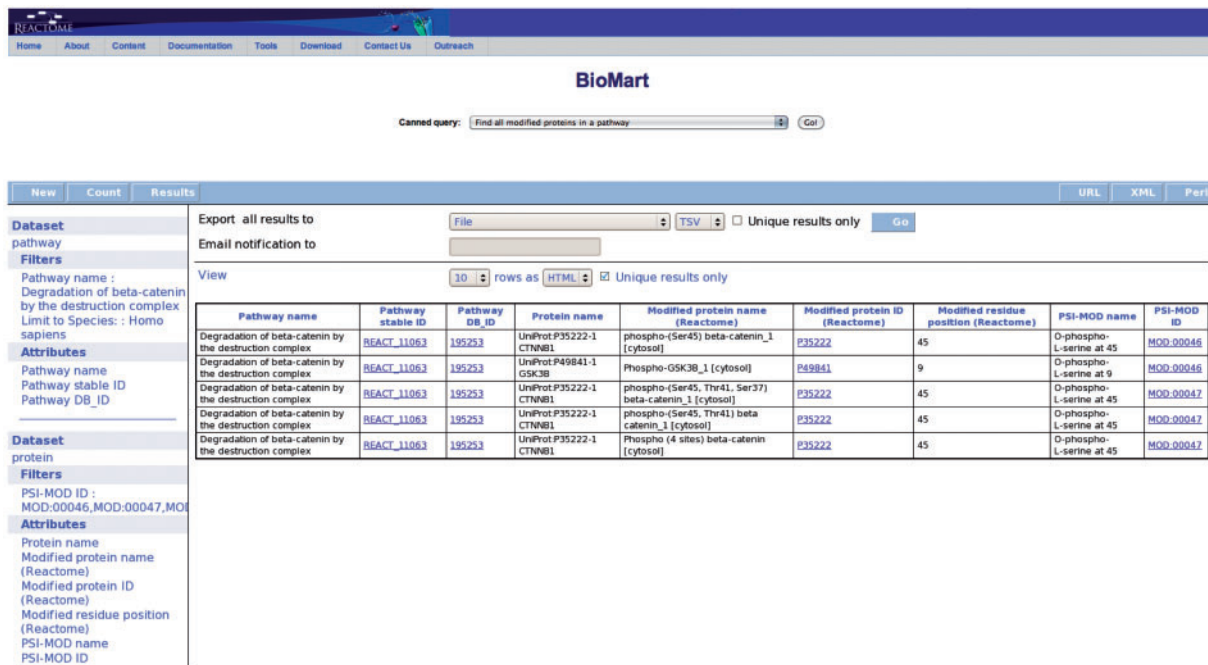 REACTOME
Home About Content Documentation Tools Download Contact Us Outreach
BioMart
Canned query: Find all modified proteins in a pathway Go!
New Count Results URL XML Perl
Dataset
pathway
Filters
Pathway name :
Degradation of beta-catenin
by the destruction complex
Limit to Species: : Homo
sapiens
Attributes
Pathway name
Pathway stable ID
Pathway DB_ID
Dataset
protein
Filters
PSI-MOD ID :
MOD:00046,MOD:00047,MOD
Attributes
Protein name
Modified protein name
(Reactome)
Modified protein ID
(Reactome)
Modified residue position
(Reactome)
PSI-MOD name
PSI-MOD ID
Export all results to File TSV Unique results only Go
Email notification to
View 10 rows as HTML Unique results only
Pathway name Pathway stable ID Pathway DB_ID Protein name Modified protein name (Reactome) Modified protein ID (Reactome) Modified residue position (Reactome) PSI-MOD name PSI-MOD ID
Degradation of beta-catenin by the destruction complex REACT_11063 195253 UniProt:P35222-1 CTNNB1 phospho-(Ser45) beta-catenin_1 [cytosol] P35222 45 O-phospho-L-serine at 45 MOD:00046
Degradation of beta-catenin by the destruction complex REACT_11063 195253 UniProt:P49841-1 GSK3B Phospho-GSK3B_1 [cytosol] P49841 9 O-phospho-L-serine at 9 MOD:00046
Degradation of beta-catenin by the destruction complex REACT_11063 195253 UniProt:P35222-1 CTNNB1 phospho-(Ser45, Thr41, Ser37) beta-catenin_1 [cytosol] P35222 45 O-phospho-L-serine at 45 MOD:00047
Degradation of beta-catenin by the destruction complex REACT_11063 195253 UniProt:P35222-1 CTNNB1 phospho-(Ser45, Thr41) beta catenin_1 [cytosol] P35222 45 O-phospho-L-serine at 45 MOD:00047
Degradation of beta-catenin by the destruction complex REACT_11063 195253 UniProt:P35222-1 CTNNB1 Phospho (4 sites) beta-catenin [cytosol] P35222 45 O-phospho-L-serine at 45 MOD:00047